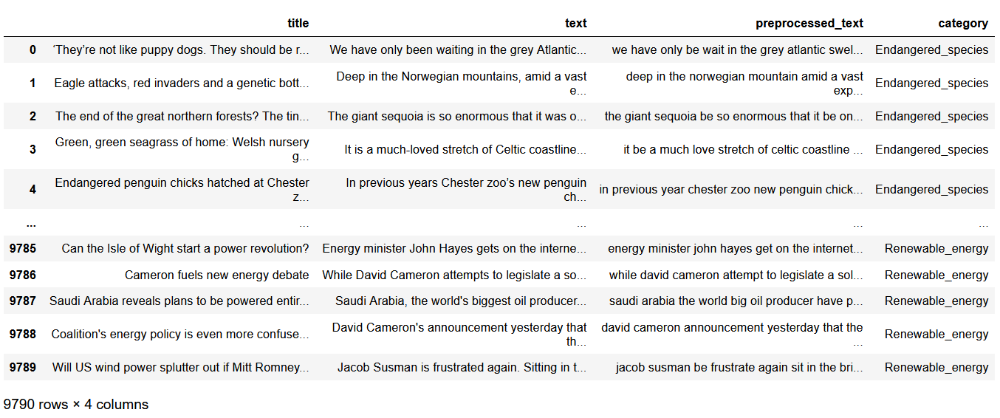 title text preprocessed_text category
0 ‘They’re not like puppy dogs. They should be r... We have only been waiting in the grey Atlantic... we have only be wait in the grey atlantic swel... Endangered_species
1 Eagle attacks, red invaders and a genetic bott... Deep in the Norwegian mountains, amid a vast e... deep in the norwegian mountain amid a vast exp... Endangered_species
2 The end of the great northern forests? The tin... The giant sequoia is so enormous that it was o... the giant sequoia be so enormous that it be on... Endangered_species
3 Green, green seagrass of home: Welsh nursery g... It is a much-loved stretch of Celtic coastline... it be a much love stretch of celtic coastline ... Endangered_species
4 Endangered penguin chicks hatched at Chester z... In previous years Chester zoo’s new penguin ch... in previous year chester zoo new penguin chick... Endangered_species
... ... ... ... ...
9785 Can the Isle of Wight start a power revolution? Energy minister John Hayes gets on the interne... energy minister john hayes get on the internet... Renewable_energy
9786 Cameron fuels new energy debate While David Cameron attempts to legislate a so... while david cameron attempt to legislate a sol... Renewable_energy
9787 Saudi Arabia reveals plans to be powered entir... Saudi Arabia, the world's biggest oil producer... saudi arabia the world big oil producer have p... Renewable_energy
9788 Coalition's energy policy is even more confuse... David Cameron's announcement yesterday that th... david cameron announcement yesterday that the ... Renewable_energy
9789 Will US wind power splutter out if Mitt Romney... Jacob Susman is frustrated again. Sitting in t... jacob susman be frustrate again sit in the bri... Renewable_energy
9790 rows × 4 columns